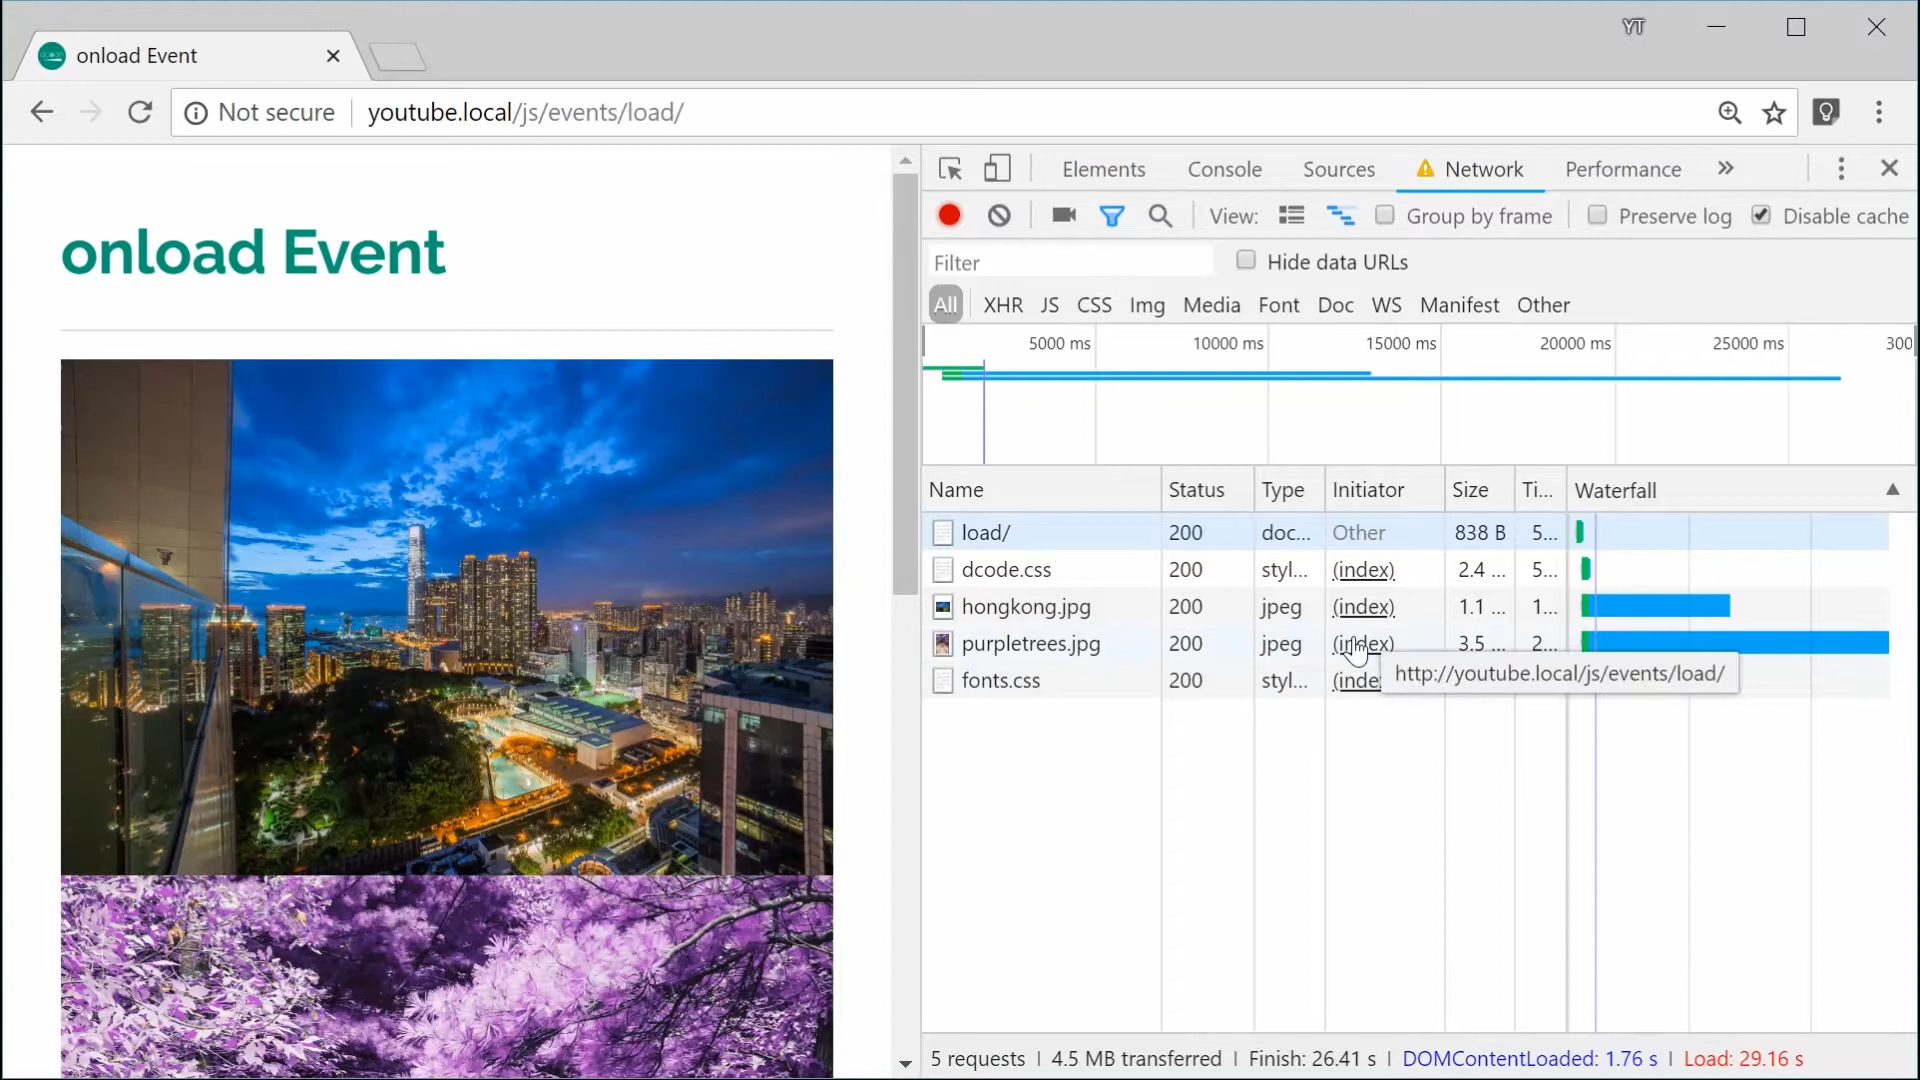 YT
onload Event
Not secure youtube.local/js/events/load/
onload Event
Elements Console Sources Network Performance
View: Group by frame Preserve log Disable cache
Filter Hide data URLs
All XHR JS CSS Img Media Font Doc WS Manifest Other
5000 ms 10000 ms 15000 ms 20000 ms 25000 ms 300
Name Status Type Initiator Size Ti... Waterfall
load/ 200 doc... Other 838 B 5...
dcode.css 200 styl... (index) 2.4 ... 5...
hongkong.jpg 200 jpeg (index) 1.1 ... 1...
purpletrees.jpg 200 jpeg (index) 3.5 ... 2...
http://youtube.local/js/events/load/
fonts.css 200 styl... (inde
5 requests | 4.5 MB transferred | Finish: 26.41 s | DOMContentLoaded: 1.76 s | Load: 29.16 s